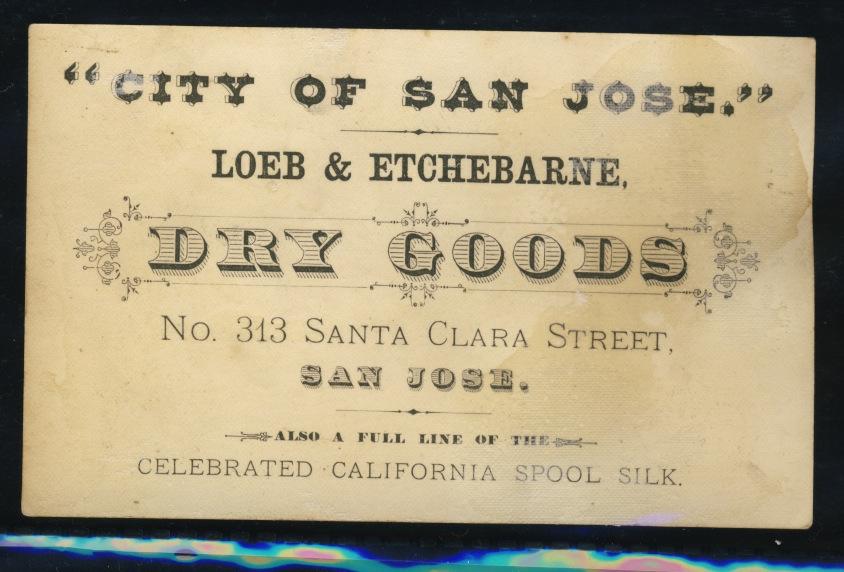 “CITY OF SAN JOSE.”
LOEB & ETCHEBARNE,
DRY GOODS
No. 313 SANTA CLARA STREET,
SAN JOSE.
ALSO A FULL LINE OF THE
CELEBRATED CALIFORNIA SPOOL SILK.